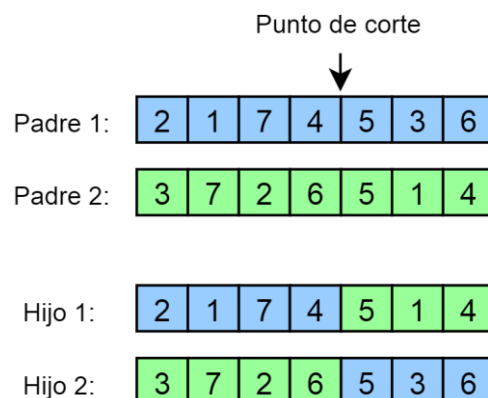 Punto de corte
Padre 1: 2 1 7 4 5 3 6
Padre 2: 3 7 2 6 5 1 4
Hijo 1: 2 1 7 4 5 1 4
Hijo 2: 3 7 2 6 5 3 6